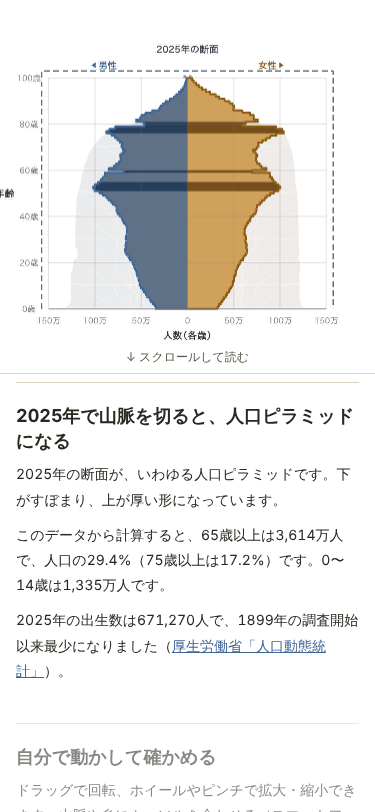 2025年の断面
◀ 男性
女性 ▶
100歳
80歳
60歳
40歳
20歳
0歳
年齢
150万
100万
50万
0
50万
100万
150万
人数(各歳)
↓ スクロールして読む
2025年で山脈を切ると、人口ピラミッド
になる
2025年の断面が、いわゆる人口ピラミッドです。下
がすぼまり、上が厚い形になっています。
このデータから計算すると、65歳以上は3,614万人
で、人口の29.4%（75歳以上は17.2%）です。0〜
14歳は1,335万人です。
2025年の出生数は671,270人で、1899年の調査開始
以来最少になりました（厚生労働省「人口動態統
計」）。
自分で動かして確かめる
ドラッグで回転、ホイールやピンチで拡大・縮小でき